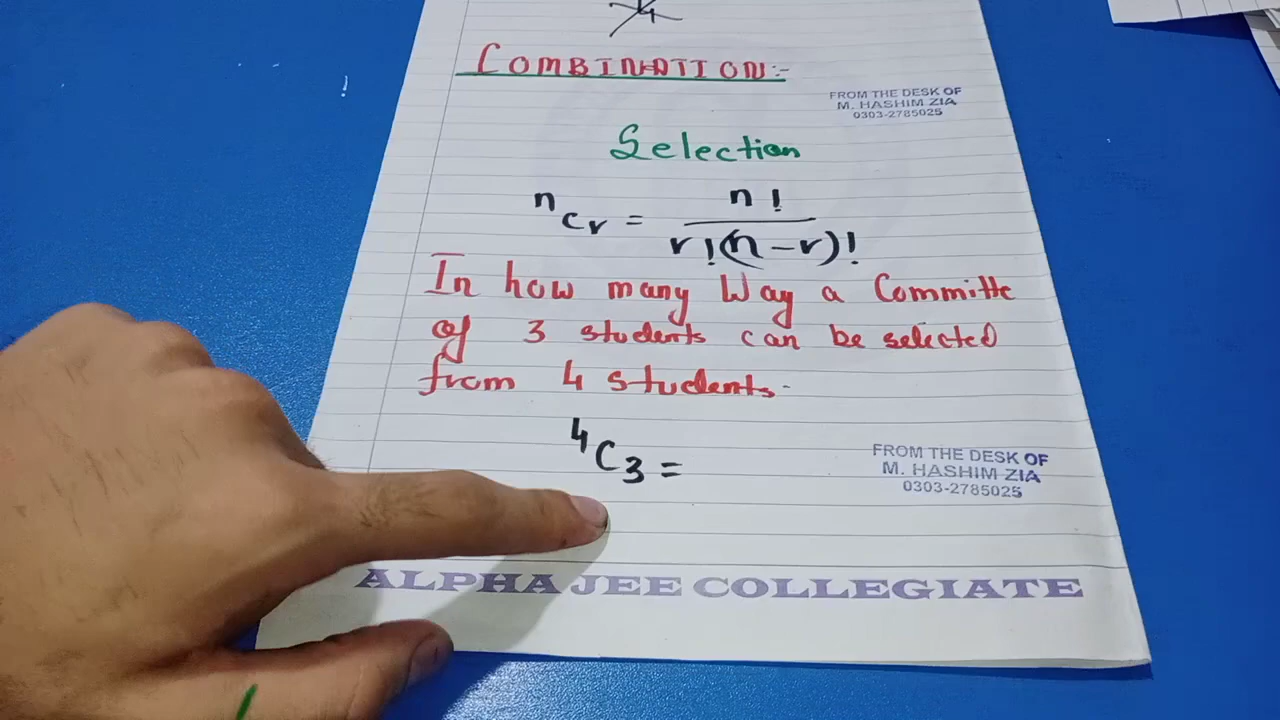 COMBINATION:-
FROM THE DESK OF
M. HASHIM ZIA
0303-2785025
Selection
nCr = n! / r!(n-r)!
In how many Way a Committe
of 3 students can be selected
from 4 students.
4C3 =
FROM THE DESK OF
M. HASHIM ZIA
0303-2785025
ALPHA JEE COLLEGIATE